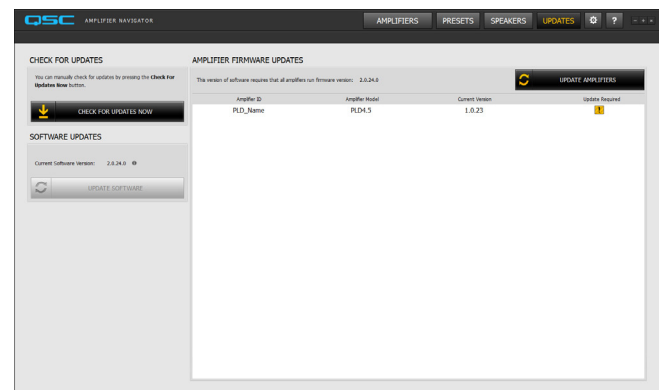 QSC AMPLIFIER NAVIGATOR AMPLIFIERS PRESETS SPEAKERS UPDATES ?
CHECK FOR UPDATES
You can manually check for updates by pressing the Check For
Updates Now button.
CHECK FOR UPDATES NOW
SOFTWARE UPDATES
Current Software Version: 2.0.24.0
UPDATE SOFTWARE
AMPLIFIER FIRMWARE UPDATES
This version of software requires that all amplifiers run firmware version: 2.0.24.0
UPDATE AMPLIFIERS
Amplifier ID Amplifier Model Current Version Update Required
PLD_Name PLD4.5 1.0.23 !